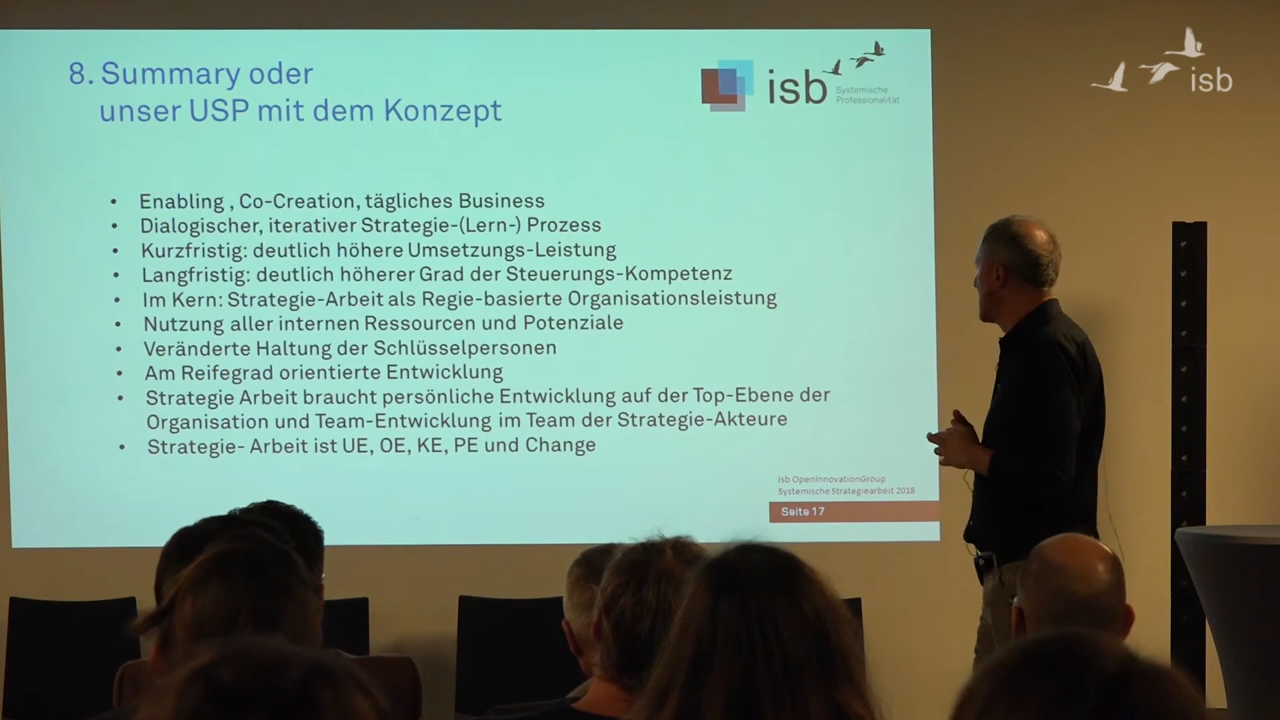 8. Summary oder
unser USP mit dem Konzept
isb
Systemische
Professionalität
isb
• Enabling , Co-Creation, tägliches Business
• Dialogischer, iterativer Strategie-(Lern-) Prozess
• Kurzfristig: deutlich höhere Umsetzungs-Leistung
• Langfristig: deutlich höherer Grad der Steuerungs-Kompetenz
• Im Kern: Strategie-Arbeit als Regie-basierte Organisationsleistung
• Nutzung aller internen Ressourcen und Potenziale
• Veränderte Haltung der Schlüsselpersonen
• Am Reifegrad orientierte Entwicklung
• Strategie Arbeit braucht persönliche Entwicklung auf der Top-Ebene der
Organisation und Team-Entwicklung im Team der Strategie-Akteure
• Strategie- Arbeit ist UE, OE, KE, PE und Change
isb OpenInnovationGroup
Systemische Strategiearbeit 2018
Seite 17